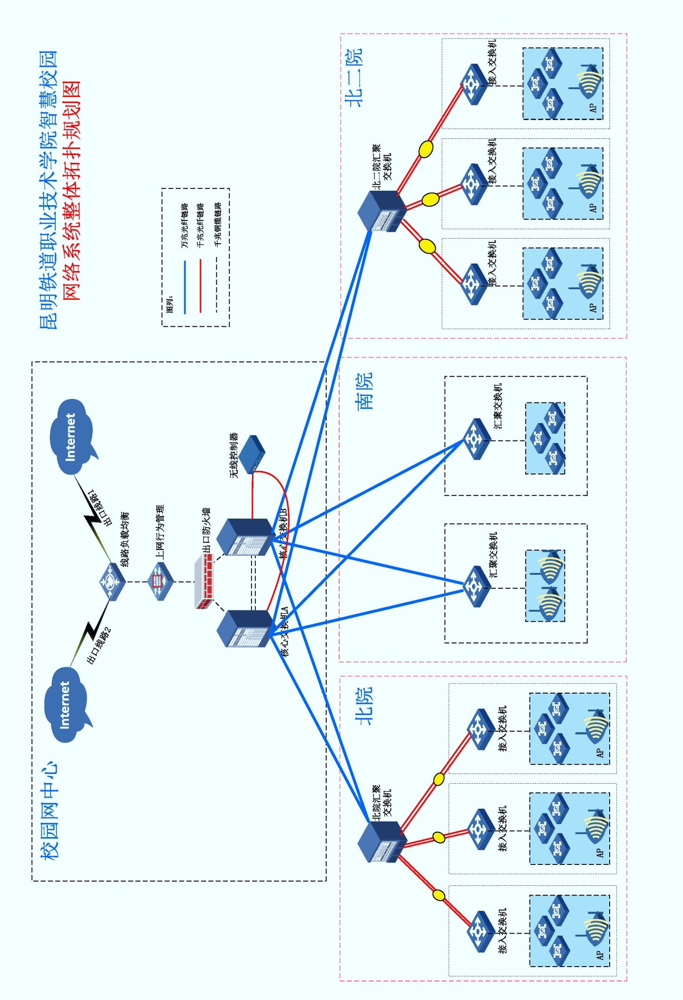 昆明铁道职业技术学院智慧校园
网络系统整体拓扑规划图
校园网中心
Internet
Internet
出口线路2
出口线路1
线路负载均衡
上网行为管理
出口防火墙
无线控制器
核心交换机A
核心交换机B
图列：
万兆光纤链路
千兆光纤链路
千兆铜缆链路
北院
北院汇聚
交换机
接入交换机
接入交换机
接入交换机
AP
AP
AP
南院
汇聚交换机
汇聚交换机
北二院
北二院汇聚
交换机
接入交换机
接入交换机
接入交换机
AP
AP
AP